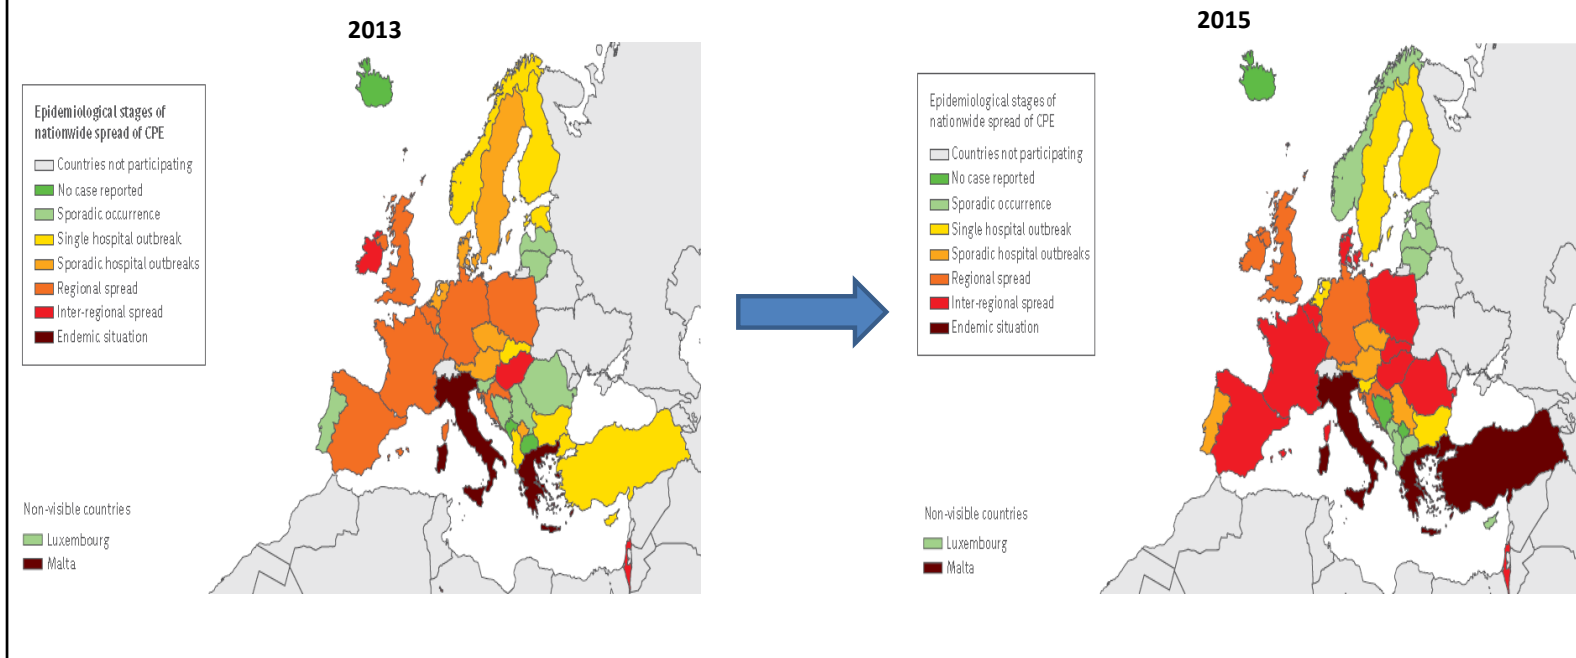 2013
Epidemiological stages of
nationwide spread of CPE
Countries not participating
No case reported
Sporadic occurrence
Single hospital outbreak
Sporadic hospital outbreaks
Regional spread
Inter-regional spread
Endemic situation
Non-visible countries
Luxembourg
Malta
2015
Epidemiological stages of
nationwide spread of CPE
Countries not participating
No case reported
Sporadic occurrence
Single hospital outbreak
Sporadic hospital outbreaks
Regional spread
Inter-regional spread
Endemic situation
Non-visible countries
Luxembourg
Malta